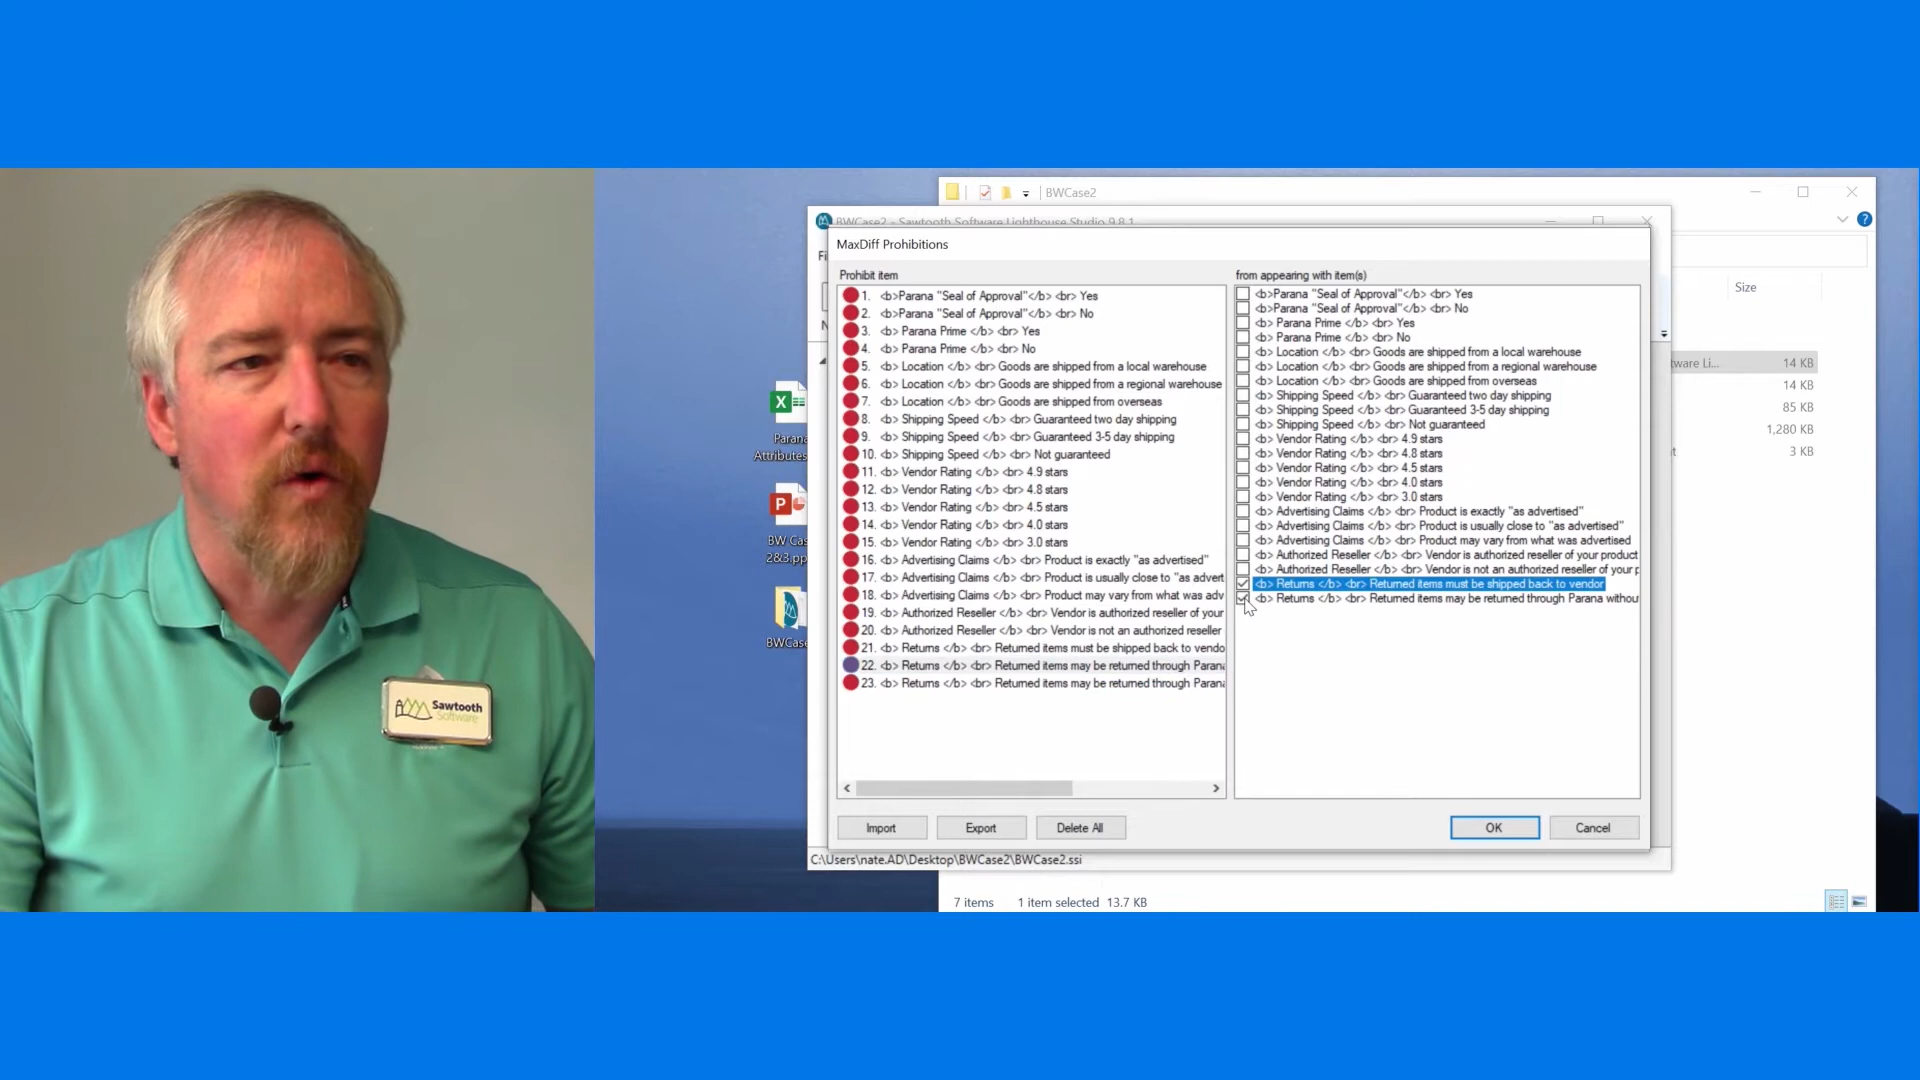 BWCase2
BWCase2 - Sawtooth Software Lighthouse Studio 9.8.1
MaxDiff Prohibitions
Prohibit item
1. <b>Parana "Seal of Approval"</b> <br> Yes
2. <b>Parana "Seal of Approval"</b> <br> No
3. <b> Parana Prime </b> <br> Yes
4. <b> Parana Prime </b> <br> No
5. <b> Location </b> <br> Goods are shipped from a local warehouse
6. <b> Location </b> <br> Goods are shipped from a regional warehouse
7. <b> Location </b> <br> Goods are shipped from overseas
8. <b> Shipping Speed </b> <br> Guaranteed two day shipping
9. <b> Shipping Speed </b> <br> Guaranteed 3-5 day shipping
10. <b> Shipping Speed </b> <br> Not guaranteed
11. <b> Vendor Rating </b> <br> 4.9 stars
12. <b> Vendor Rating </b> <br> 4.8 stars
13. <b> Vendor Rating </b> <br> 4.5 stars
14. <b> Vendor Rating </b> <br> 4.0 stars
15. <b> Vendor Rating </b> <br> 3.0 stars
16. <b> Advertising Claims </b> <br> Product is exactly "as advertised"
17. <b> Advertising Claims </b> <br> Product is usually close to "as advert
18. <b> Advertising Claims </b> <br> Product may vary from what was adv
19. <b> Authorized Reseller </b> <br> Vendor is authorized reseller of your
20. <b> Authorized Reseller </b> <br> Vendor is not an authorized reseller
21. <b> Returns </b> <br> Returned items must be shipped back to vendo
22. <b> Returns </b> <br> Returned items may be returned through Parana
23. <b> Returns </b> <br> Returned items may be returned through Parana
from appearing with item(s)
<b>Parana "Seal of Approval"</b> <br> Yes
<b>Parana "Seal of Approval"</b> <br> No
<b> Parana Prime </b> <br> Yes
<b> Parana Prime </b> <br> No
<b> Location </b> <br> Goods are shipped from a local warehouse
<b> Location </b> <br> Goods are shipped from a regional warehouse
<b> Location </b> <br> Goods are shipped from overseas
<b> Shipping Speed </b> <br> Guaranteed two day shipping
<b> Shipping Speed </b> <br> Guaranteed 3-5 day shipping
<b> Shipping Speed </b> <br> Not guaranteed
<b> Vendor Rating </b> <br> 4.9 stars
<b> Vendor Rating </b> <br> 4.8 stars
<b> Vendor Rating </b> <br> 4.5 stars
<b> Vendor Rating </b> <br> 4.0 stars
<b> Vendor Rating </b> <br> 3.0 stars
<b> Advertising Claims </b> <br> Product is exactly "as advertised"
<b> Advertising Claims </b> <br> Product is usually close to "as advertised"
<b> Advertising Claims </b> <br> Product may vary from what was advertised
<b> Authorized Reseller </b> <br> Vendor is authorized reseller of your product
<b> Authorized Reseller </b> <br> Vendor is not an authorized reseller of your p
<b> Returns </b> <br> Returned items must be shipped back to vendor
<b> Returns </b> <br> Returned items may be returned through Parana withou
Import Export Delete All OK Cancel
C:\Users\nate.AD\Desktop\BWCase2\BWCase2.ssi
7 items 1 item selected 13.7 KB
Size
tware Li... 14 KB
14 KB
85 KB
1,280 KB
3 KB
Parana
Attributes
BW Cas
2&3.pp
BWCase
Sawtooth
Software